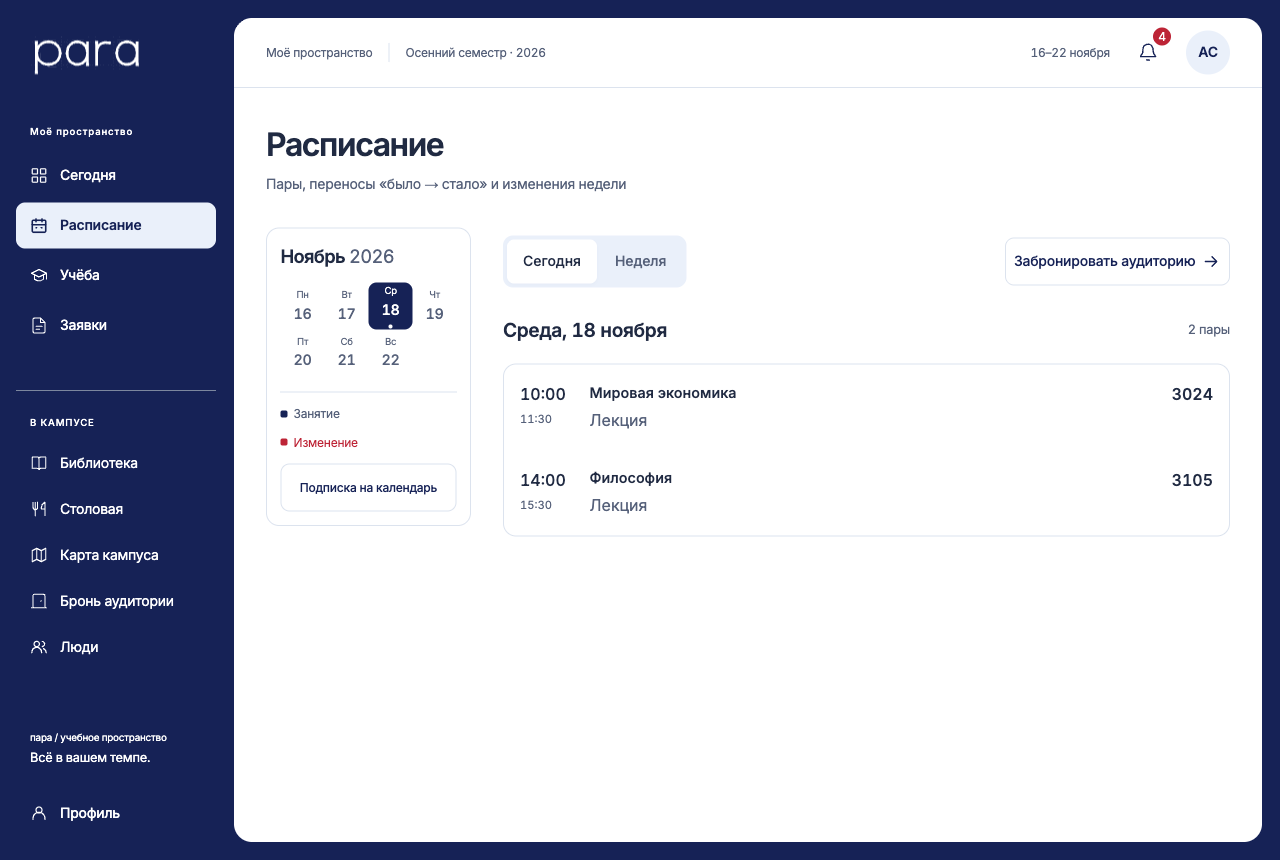 para
Моё пространство
Сегодня
Расписание
Учёба
Заявки
В КАМПУСЕ
Библиотека
Столовая
Карта кампуса
Бронь аудитории
Люди
пара / учебное пространство
Всё в вашем темпе.
Профиль
Моё пространство
Осенний семестр · 2026
16–22 ноября
4
АС
Расписание
Пары, переносы «было → стало» и изменения недели
Ноябрь 2026
Пн Вт Ср Чт
16 17 18 19
Пт Сб Вс
20 21 22
Занятие
Изменение
Подписка на календарь
Сегодня Неделя
Забронировать аудиторию →
Среда, 18 ноября
2 пары
10:00 Мировая экономика 3024
11:30 Лекция
14:00 Философия 3105
15:30 Лекция